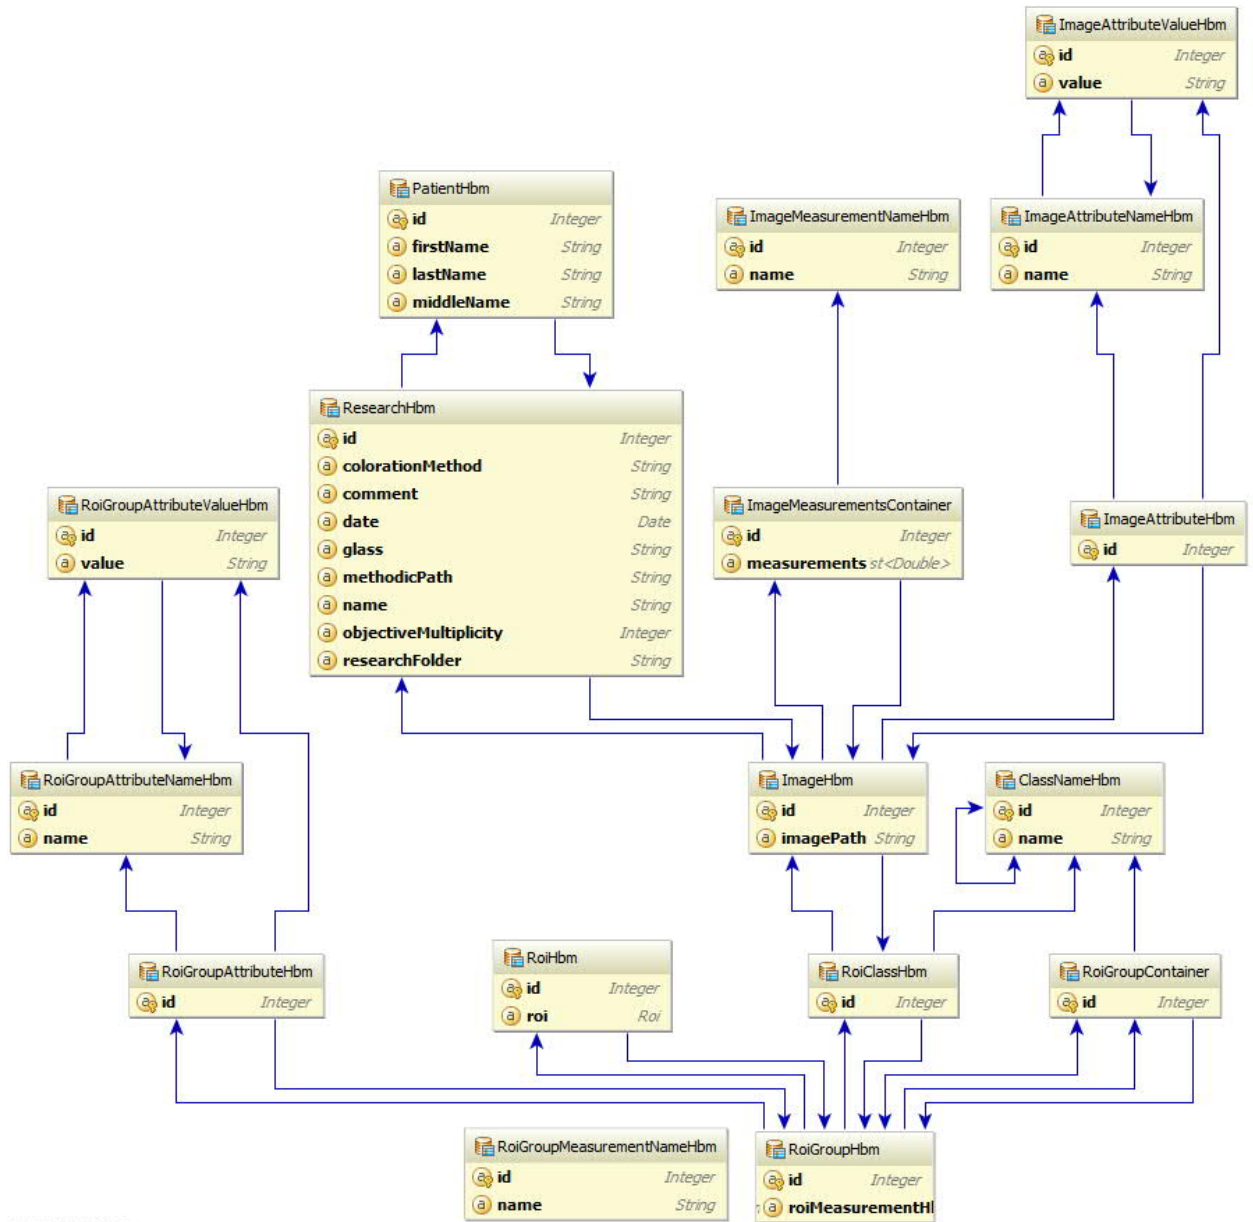 ImageAttributeValueHbm
id Integer
value String
PatientHbm
id Integer
firstName String
lastName String
middleName String
ImageMeasurementNameHbm
id Integer
name String
ImageAttributeNameHbm
id Integer
name String
ResearchHbm
id Integer
colorationMethod String
comment String
date Date
glass String
methodicPath String
name String
objectiveMultiplicity Integer
researchFolder String
RoiGroupAttributeValueHbm
id Integer
value String
ImageMeasurementsContainer
id Integer
measurements st<Double>
ImageAttributeHbm
id Integer
RoiGroupAttributeNameHbm
id Integer
name String
ImageHbm
id Integer
imagePath String
ClassNameHbm
id Integer
name String
RoiGroupAttributeHbm
id Integer
RoiHbm
id Integer
roi Roi
RoiClassHbm
id Integer
RoiGroupContainer
id Integer
RoiGroupMeasurementNameHbm
id Integer
name String
RoiGroupHbm
id Integer
roiMeasurementH